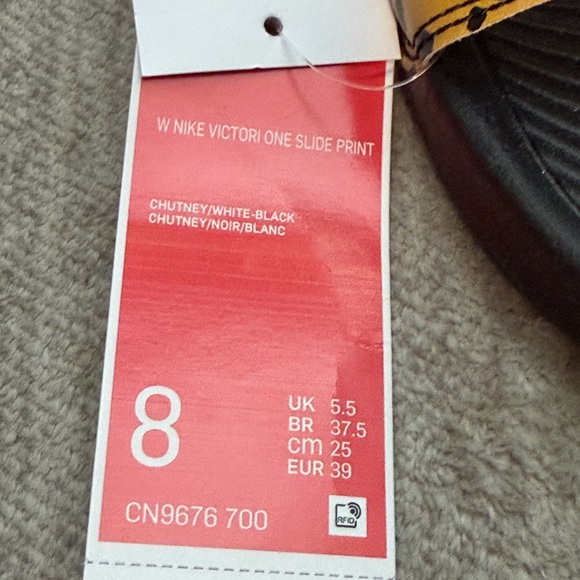 W NIKE VICTORI ONE SLIDE PRINT
CHUTNEY/WHITE-BLACK
CHUTNEY/NOIR/BLANC
8
UK 5.5
BR 37.5
cm 25
EUR 39
CN9676 700
RFID